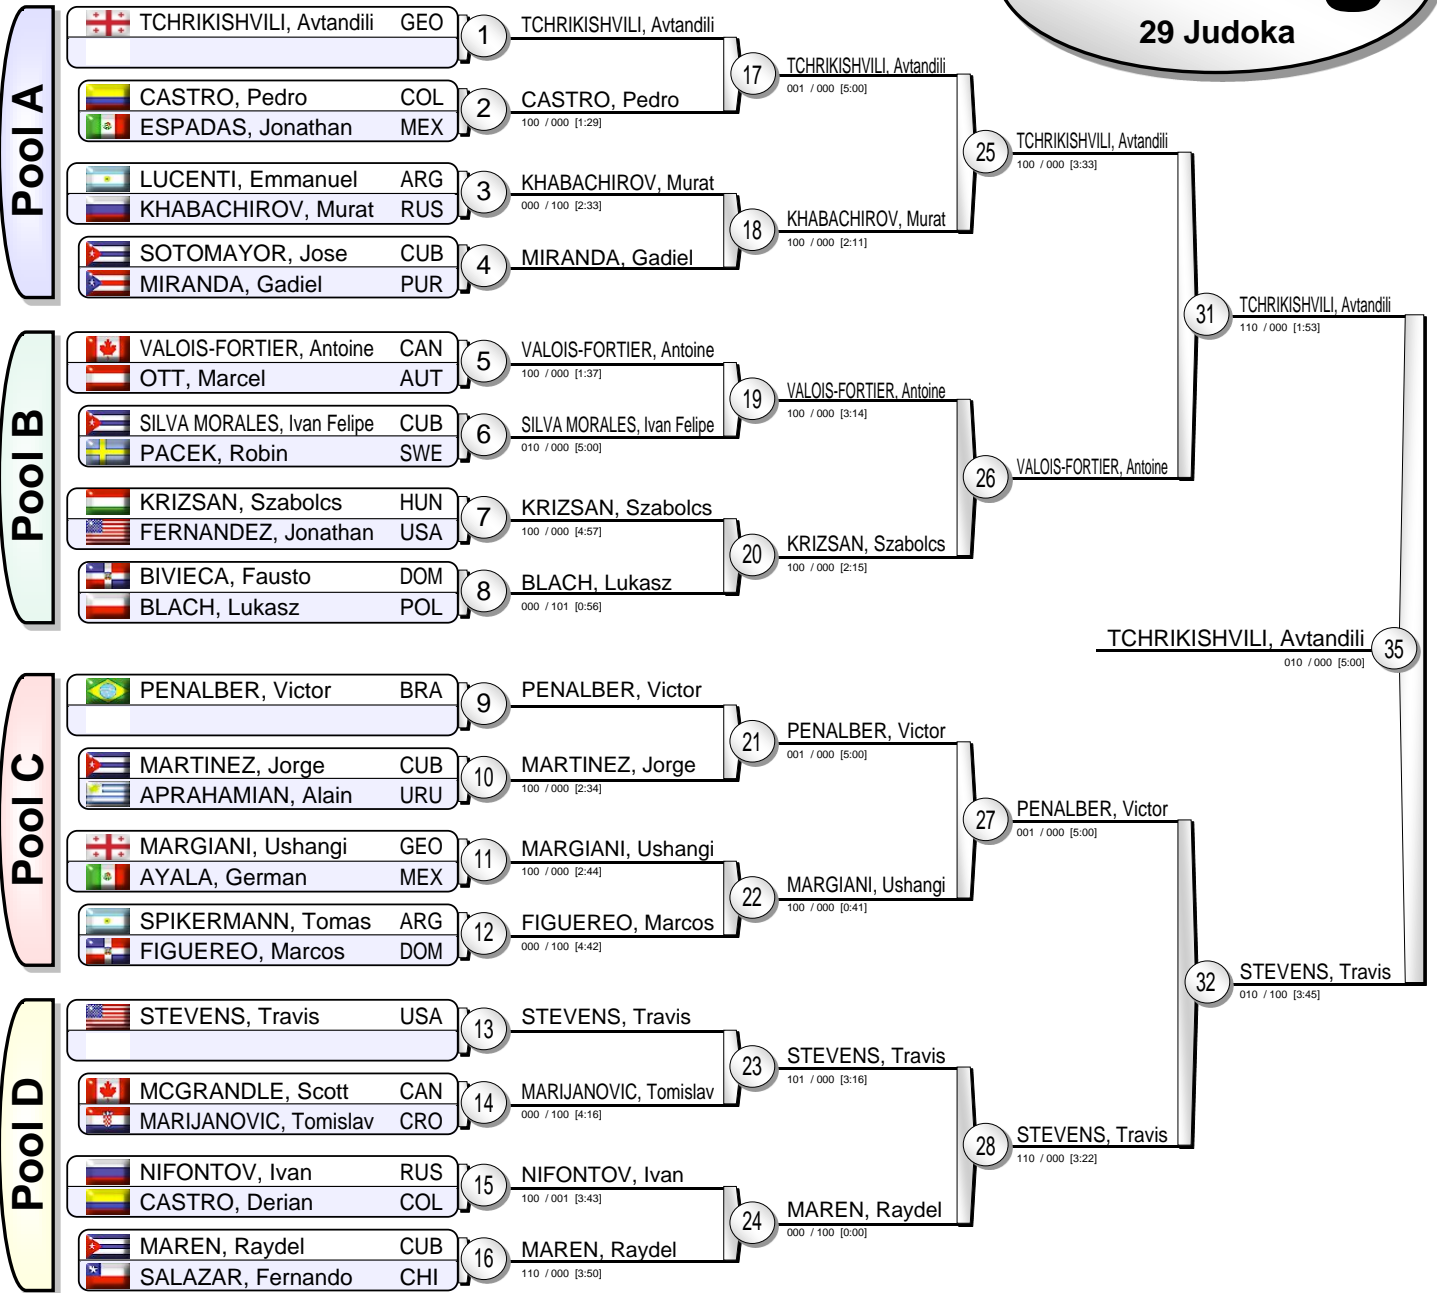 29 Judoka
Pool A
TCHRIKISHVILI, Avtandili GEO
1
CASTRO, Pedro COL
ESPADAS, Jonathan MEX
2
LUCENTI, Emmanuel ARG
KHABACHIROV, Murat RUS
3
SOTOMAYOR, Jose CUB
MIRANDA, Gadiel PUR
4
Pool B
VALOIS-FORTIER, Antoine CAN
OTT, Marcel AUT
5
SILVA MORALES, Ivan Felipe CUB
PACEK, Robin SWE
6
KRIZSAN, Szabolcs HUN
FERNANDEZ, Jonathan USA
7
BIVIECA, Fausto DOM
BLACH, Lukasz POL
8
Pool C
PENALBER, Victor BRA
9
MARTINEZ, Jorge CUB
APRAHAMIAN, Alain URU
10
MARGIANI, Ushangi GEO
AYALA, German MEX
11
SPIKERMANN, Tomas ARG
FIGUEREO, Marcos DOM
12
Pool D
STEVENS, Travis USA
13
MCGRANDLE, Scott CAN
MARIJANOVIC, Tomislav CRO
14
NIFONTOV, Ivan RUS
CASTRO, Derian COL
15
MAREN, Raydel CUB
SALAZAR, Fernando CHI
16
TCHRIKISHVILI, Avtandili
CASTRO, Pedro
100 / 000 [1:29]
17
KHABACHIROV, Murat
000 / 100 [2:33]
MIRANDA, Gadiel
18
VALOIS-FORTIER, Antoine
100 / 000 [1:37]
SILVA MORALES, Ivan Felipe
010 / 000 [5:00]
19
KRIZSAN, Szabolcs
100 / 000 [4:57]
BLACH, Lukasz
000 / 101 [0:56]
20
PENALBER, Victor
MARTINEZ, Jorge
100 / 000 [2:34]
21
MARGIANI, Ushangi
100 / 000 [2:44]
FIGUEREO, Marcos
000 / 100 [4:42]
22
STEVENS, Travis
MARIJANOVIC, Tomislav
000 / 100 [4:16]
23
NIFONTOV, Ivan
100 / 001 [3:43]
MAREN, Raydel
110 / 000 [3:50]
24
TCHRIKISHVILI, Avtandili
001 / 000 [5:00]
KHABACHIROV, Murat
100 / 000 [2:11]
25
VALOIS-FORTIER, Antoine
100 / 000 [3:14]
KRIZSAN, Szabolcs
100 / 000 [2:15]
26
PENALBER, Victor
001 / 000 [5:00]
MARGIANI, Ushangi
100 / 000 [0:41]
27
STEVENS, Travis
101 / 000 [3:16]
MAREN, Raydel
000 / 100 [0:00]
28
TCHRIKISHVILI, Avtandili
100 / 000 [3:33]
VALOIS-FORTIER, Antoine
31
PENALBER, Victor
001 / 000 [5:00]
STEVENS, Travis
110 / 000 [3:22]
32
TCHRIKISHVILI, Avtandili
110 / 000 [1:53]
STEVENS, Travis
010 / 100 [3:45]
TCHRIKISHVILI, Avtandili
010 / 000 [5:00]
35